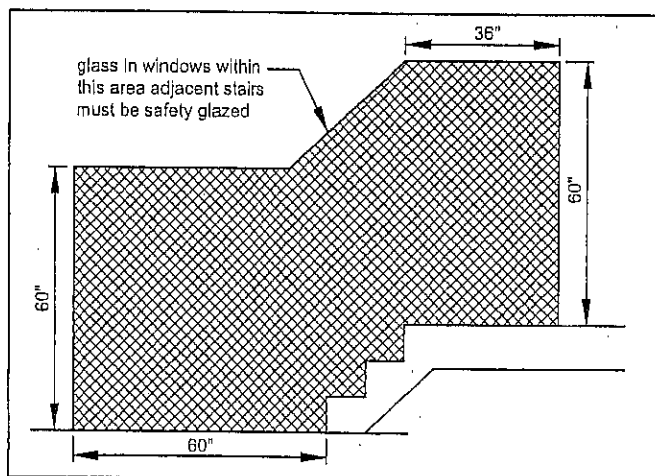 36"
glass in windows within
this area adjacent stairs
must be safety glazed
60"
60"
60"